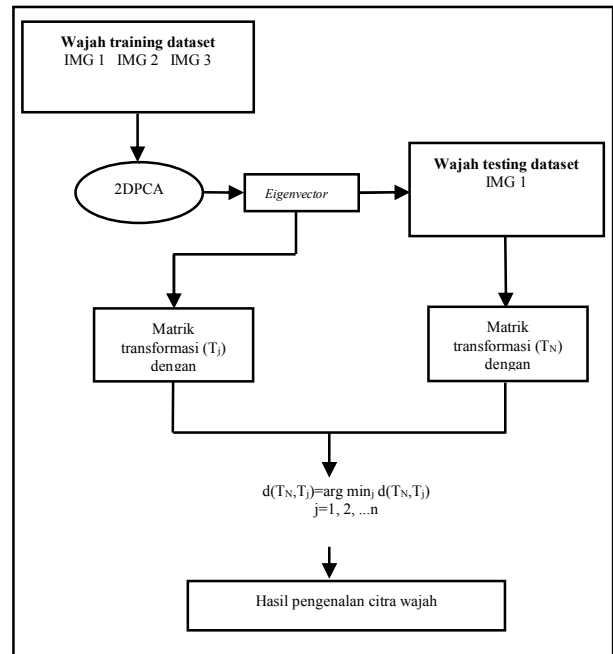 Wajah training dataset
IMG 1 IMG 2 IMG 3
2DPCA
Eigenvector
Wajah testing dataset
IMG 1
Matrik
transformasi (Tj)
dengan
Matrik
transformasi (TN)
dengan
d(TN,Tj)=arg minj d(TN,Tj)
j=1, 2, ...n
Hasil pengenalan citra wajah